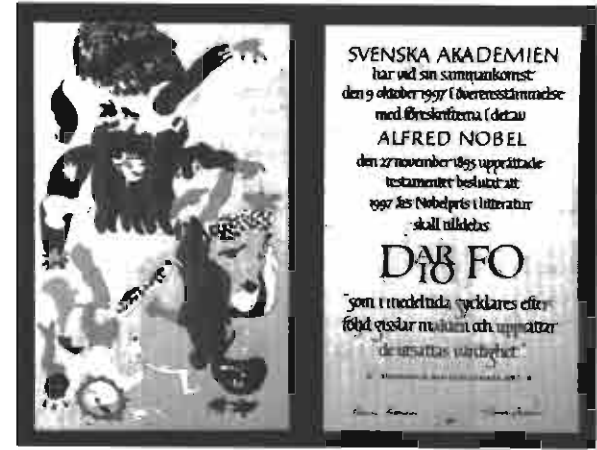 SVENSKA AKADEMIEN
har vid sin sammankomst
den 9 oktober 1997 i överensstämmelse
med föreskrifterna i det av
ALFRED NOBEL
den 27 november 1895 upprättade
testamentet beslutat att
1997 års Nobelpris i litteratur
skall tilldelas
DARIO FO
"som i medeltida gycklares efter-
följd gisslar makten och upprättar
de utsattas värdighet"